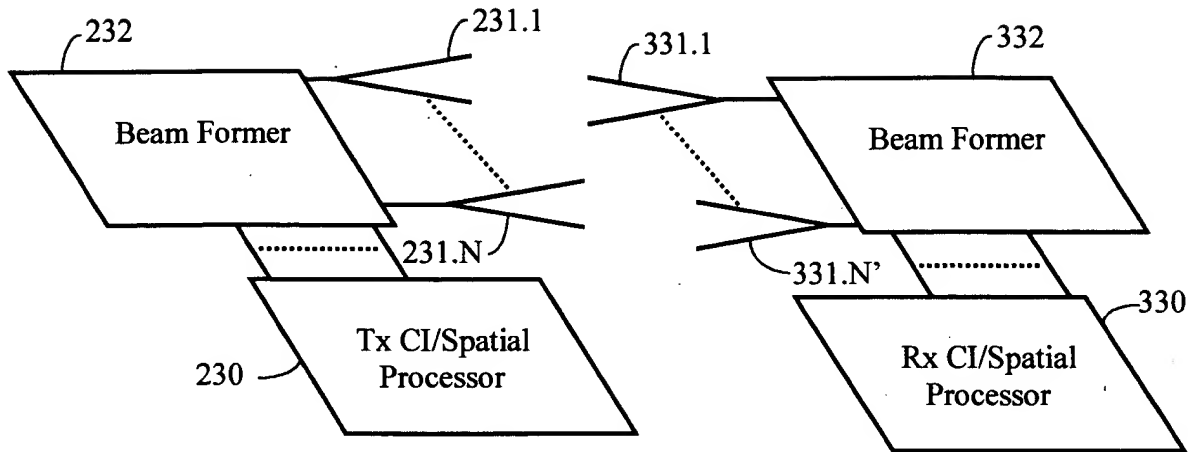 232
231.1
331.1
332
Beam Former
Beam Former
231.N
331.N’
330
Tx CI/Spatial
Processor
230
Rx CI/Spatial
Processor